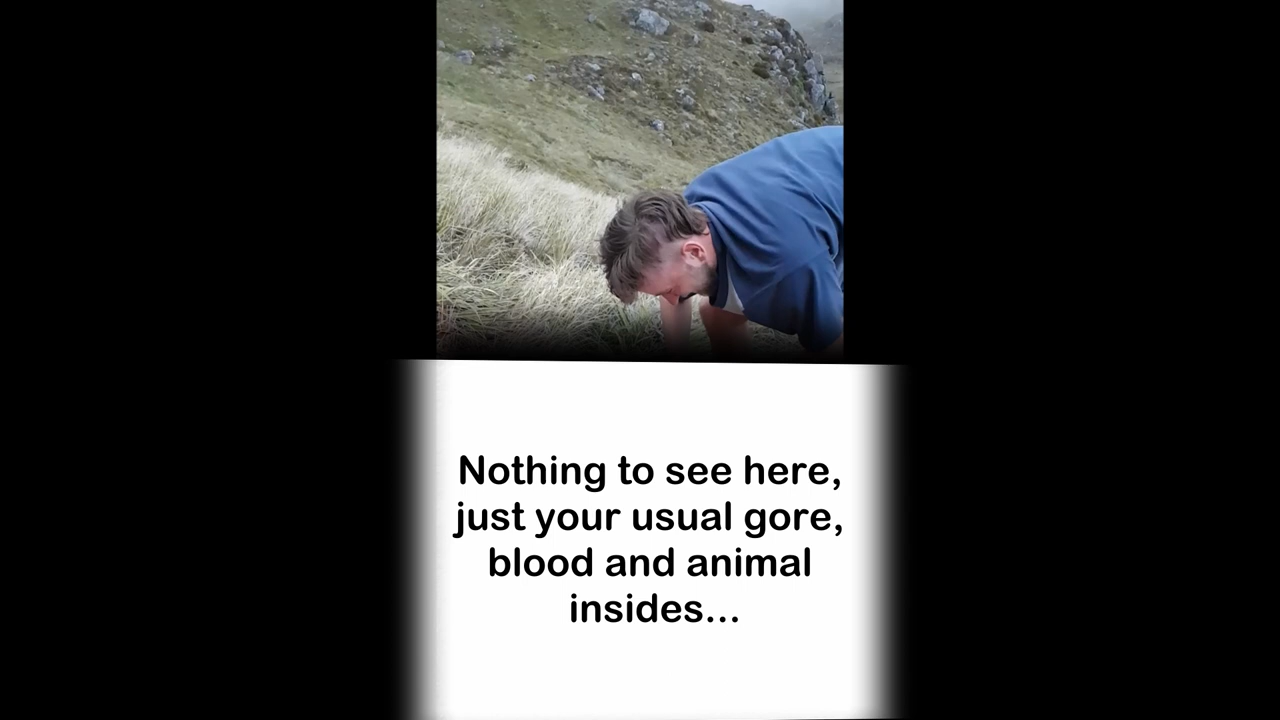 Nothing to see here,
just your usual gore,
blood and animal
insides...